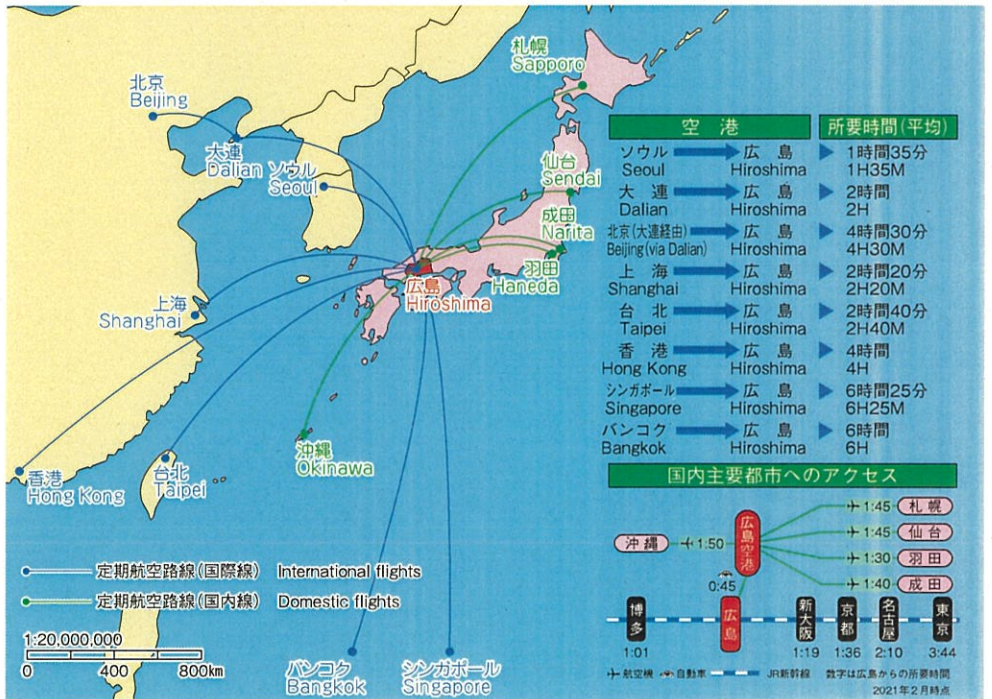 札幌
Sapporo
北京
Beijing
大連
Dalian
ソウル
Seoul
仙台
Sendai
成田
Narita
羽田
Haneda
広島
Hiroshima
上海
Shanghai
沖縄
Okinawa
香港
Hong Kong
台北
Taipei
バンコク
Bangkok
シンガポール
Singapore
定期航空路線(国際線) International flights
定期航空路線(国内線) Domestic flights
1:20,000,000
0 400 800km
空港 所要時間(平均)
ソウル 広島 1時間35分
Seoul Hiroshima 1H35M
大連 広島 2時間
Dalian Hiroshima 2H
北京(大連経由) 広島 4時間30分
Beijing(via Dalian) Hiroshima 4H30M
上海 広島 2時間20分
Shanghai Hiroshima 2H20M
台北 広島 2時間40分
Taipei Hiroshima 2H40M
香港 広島 4時間
Hong Kong Hiroshima 4H
シンガポール 広島 6時間25分
Singapore Hiroshima 6H25M
バンコク 広島 6時間
Bangkok Hiroshima 6H
国内主要都市へのアクセス
沖縄 1:50 広島空港
1:45 札幌
1:45 仙台
1:30 羽田
1:40 成田
0:45
博多 広島 新大阪 京都 名古屋 東京
1:01 1:19 1:36 2:10 3:44
航空機 自動車 JR新幹線 数字は広島からの所要時間
2021年2月時点